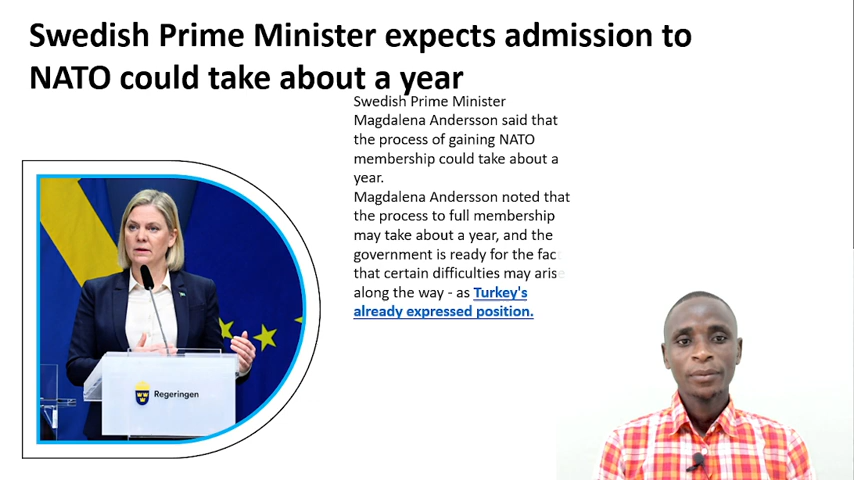 Swedish Prime Minister expects admission to
NATO could take about a year
Swedish Prime Minister
Magdalena Andersson said that
the process of gaining NATO
membership could take about a
year.
Magdalena Andersson noted that
the process to full membership
may take about a year, and the
government is ready for the fac
that certain difficulties may arise
along the way - as Turkey's
already expressed position.
Regeringen